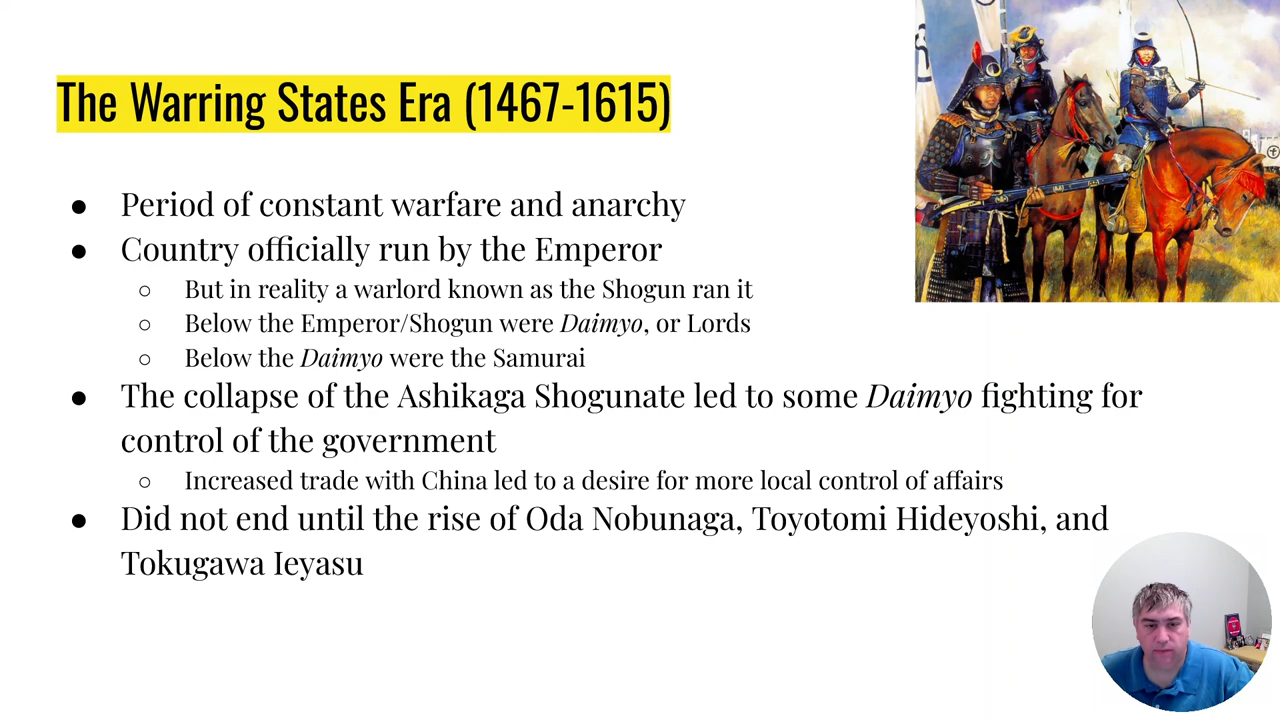 The Warring States Era (1467-1615)
● Period of constant warfare and anarchy
● Country officially run by the Emperor
○ But in reality a warlord known as the Shogun ran it
○ Below the Emperor/Shogun were Daimyo, or Lords
○ Below the Daimyo were the Samurai
● The collapse of the Ashikaga Shogunate led to some Daimyo fighting for
control of the government
○ Increased trade with China led to a desire for more local control of affairs
● Did not end until the rise of Oda Nobunaga, Toyotomi Hideyoshi, and
Tokugawa Ieyasu